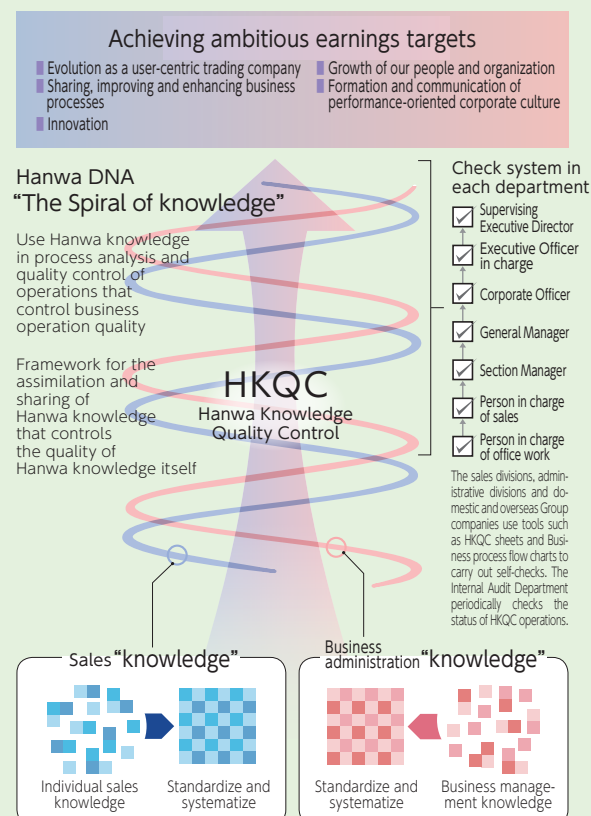 Achieving ambitious earnings targets
Evolution as a user-centric trading company
Sharing, improving and enhancing business
processes
Innovation
Growth of our people and organization
Formation and communication of
performance-oriented corporate culture
Hanwa DNA
“The Spiral of knowledge”
Use Hanwa knowledge
in process analysis and
quality control of
operations that
control business
operation quality
Framework for the
assimilation and
sharing of
Hanwa knowledge
that controls
the quality of
Hanwa knowledge itself
HKQC
Hanwa Knowledge
Quality Control
Check system in
each department
Supervising
Executive Director
Executive Officer
in charge
Corporate Officer
General Manager
Section Manager
Person in charge
of sales
Person in charge
of office work
The sales divisions, admin-
istrative divisions and do-
mestic and overseas Group
companies use tools such
as HKQC sheets and Busi-
ness process flow charts to
carry out self-checks. The
Internal Audit Department
periodically checks the
status of HKQC operations.
Sales “knowledge”
Individual sales
knowledge
Standardize and
systematize
Business
administration “knowledge”
Standardize and
systematize
Business manage-
ment knowledge